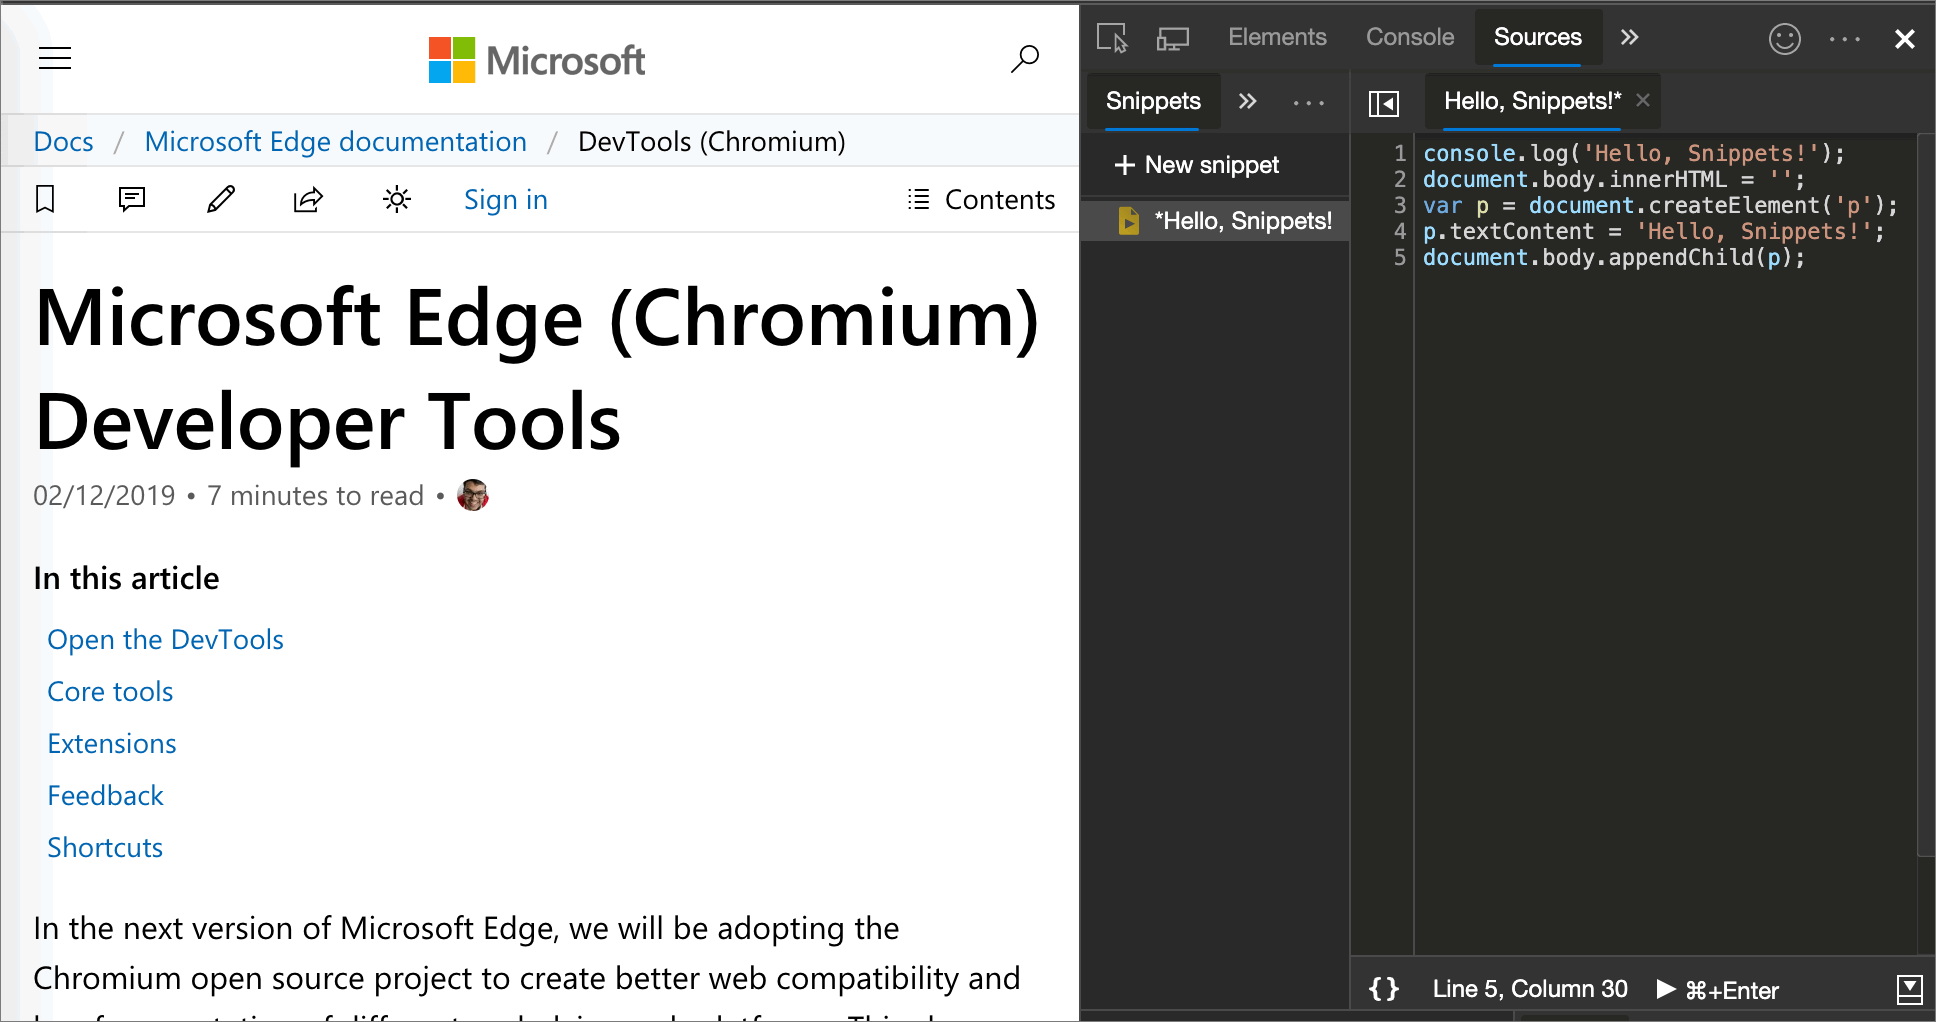 Microsoft
Docs / Microsoft Edge documentation / DevTools (Chromium)
Sign in
Contents
Microsoft Edge (Chromium)
Developer Tools
02/12/2019 • 7 minutes to read •
In this article
Open the DevTools
Core tools
Extensions
Feedback
Shortcuts
In the next version of Microsoft Edge, we will be adopting the
Chromium open source project to create better web compatibility and
Elements Console Sources »
Snippets » ...
+ New snippet
*Hello, Snippets!
Hello, Snippets!* ×
1 console.log('Hello, Snippets!');
2 document.body.innerHTML = '';
3 var p = document.createElement('p');
4 p.textContent = 'Hello, Snippets!';
5 document.body.appendChild(p);
{} Line 5, Column 30 ▶ ⌘+Enter